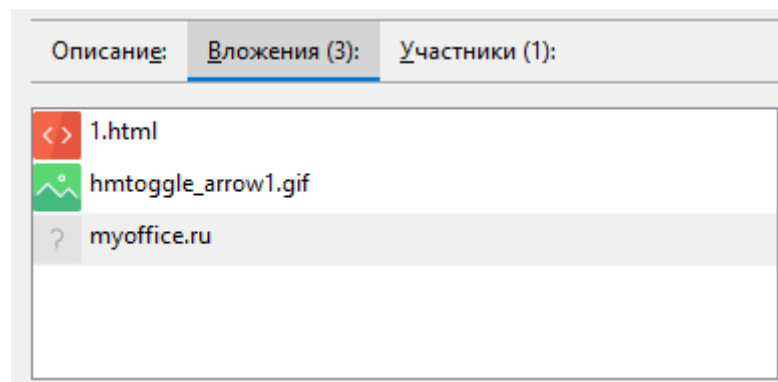 Описание: Вложения (3): Участники (1):
1.html
hmtoggle_arrow1.gif
myoffice.ru